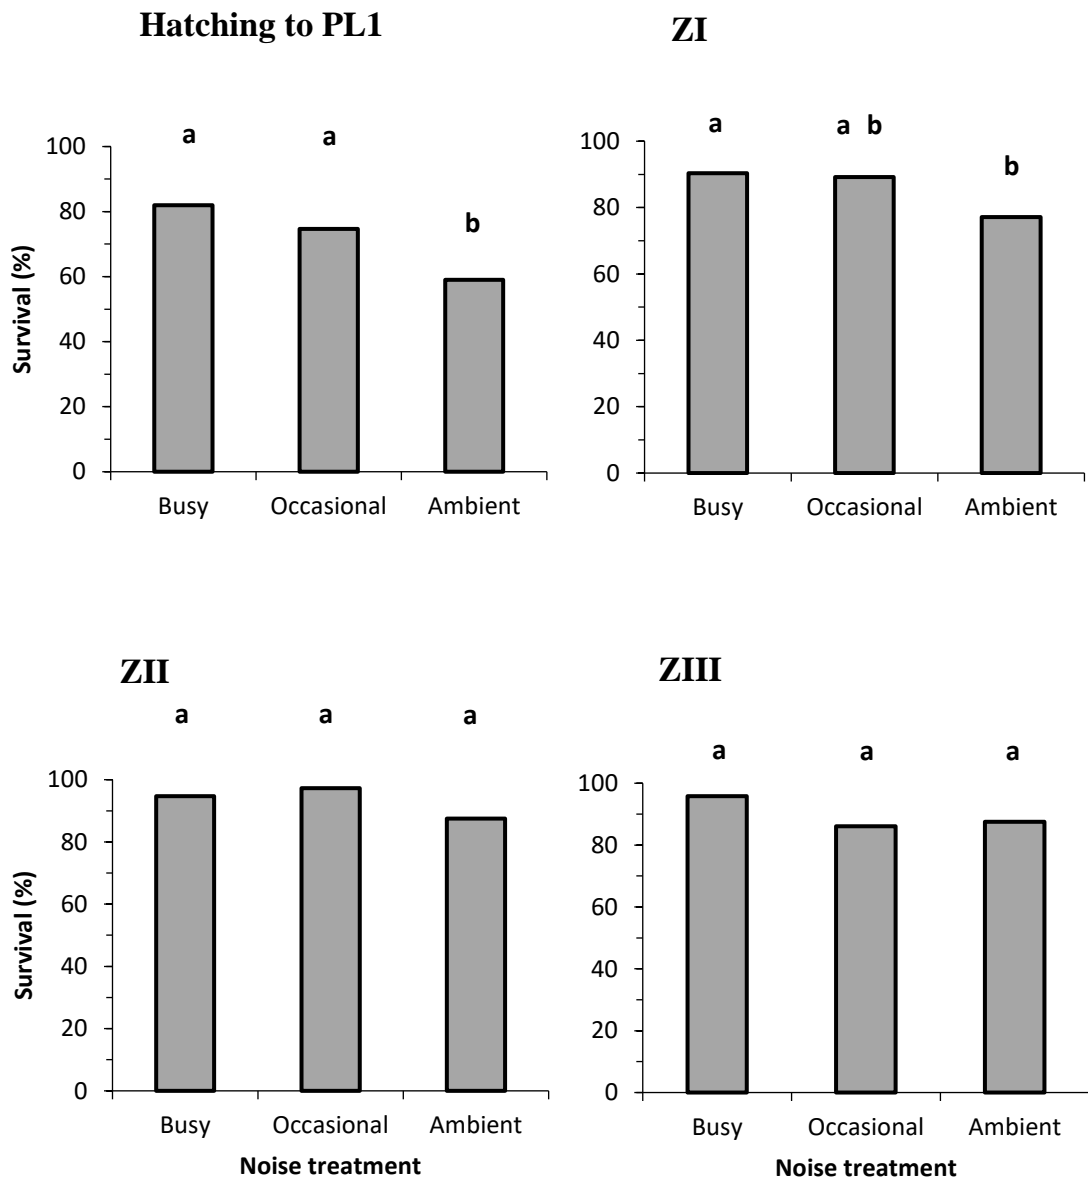 Hatching to PL1
a a b
100
80
60
40
20
0
Survival (%)
Busy Occasional Ambient
ZI
a a b b
100
80
60
40
20
0
Busy Occasional Ambient
ZII
a a a
100
80
60
40
20
0
Survival (%)
Busy Occasional Ambient
Noise treatment
ZIII
a a a
100
80
60
40
20
0
Busy Occasional Ambient
Noise treatment